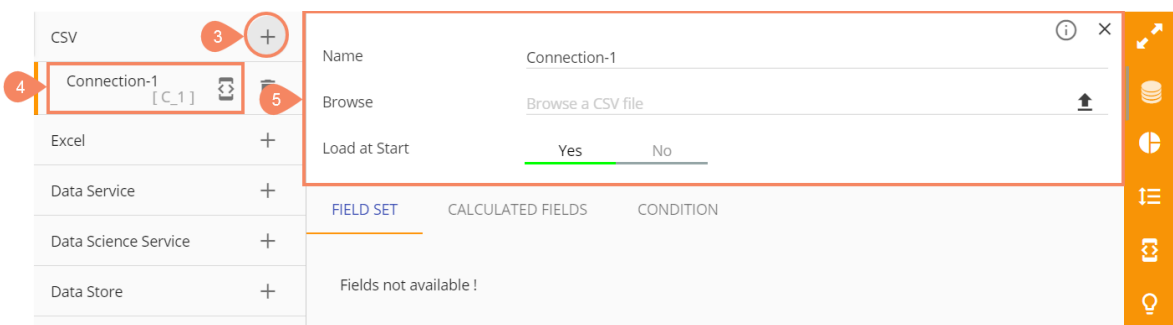 CSV
3
4
Connection-1
[ C_1 ]
Excel
Data Service
Data Science Service
Data Store
5
Name
Connection-1
Browse
Browse a CSV file
Load at Start
Yes
No
FIELD SET
CALCULATED FIELDS
CONDITION
Fields not available !